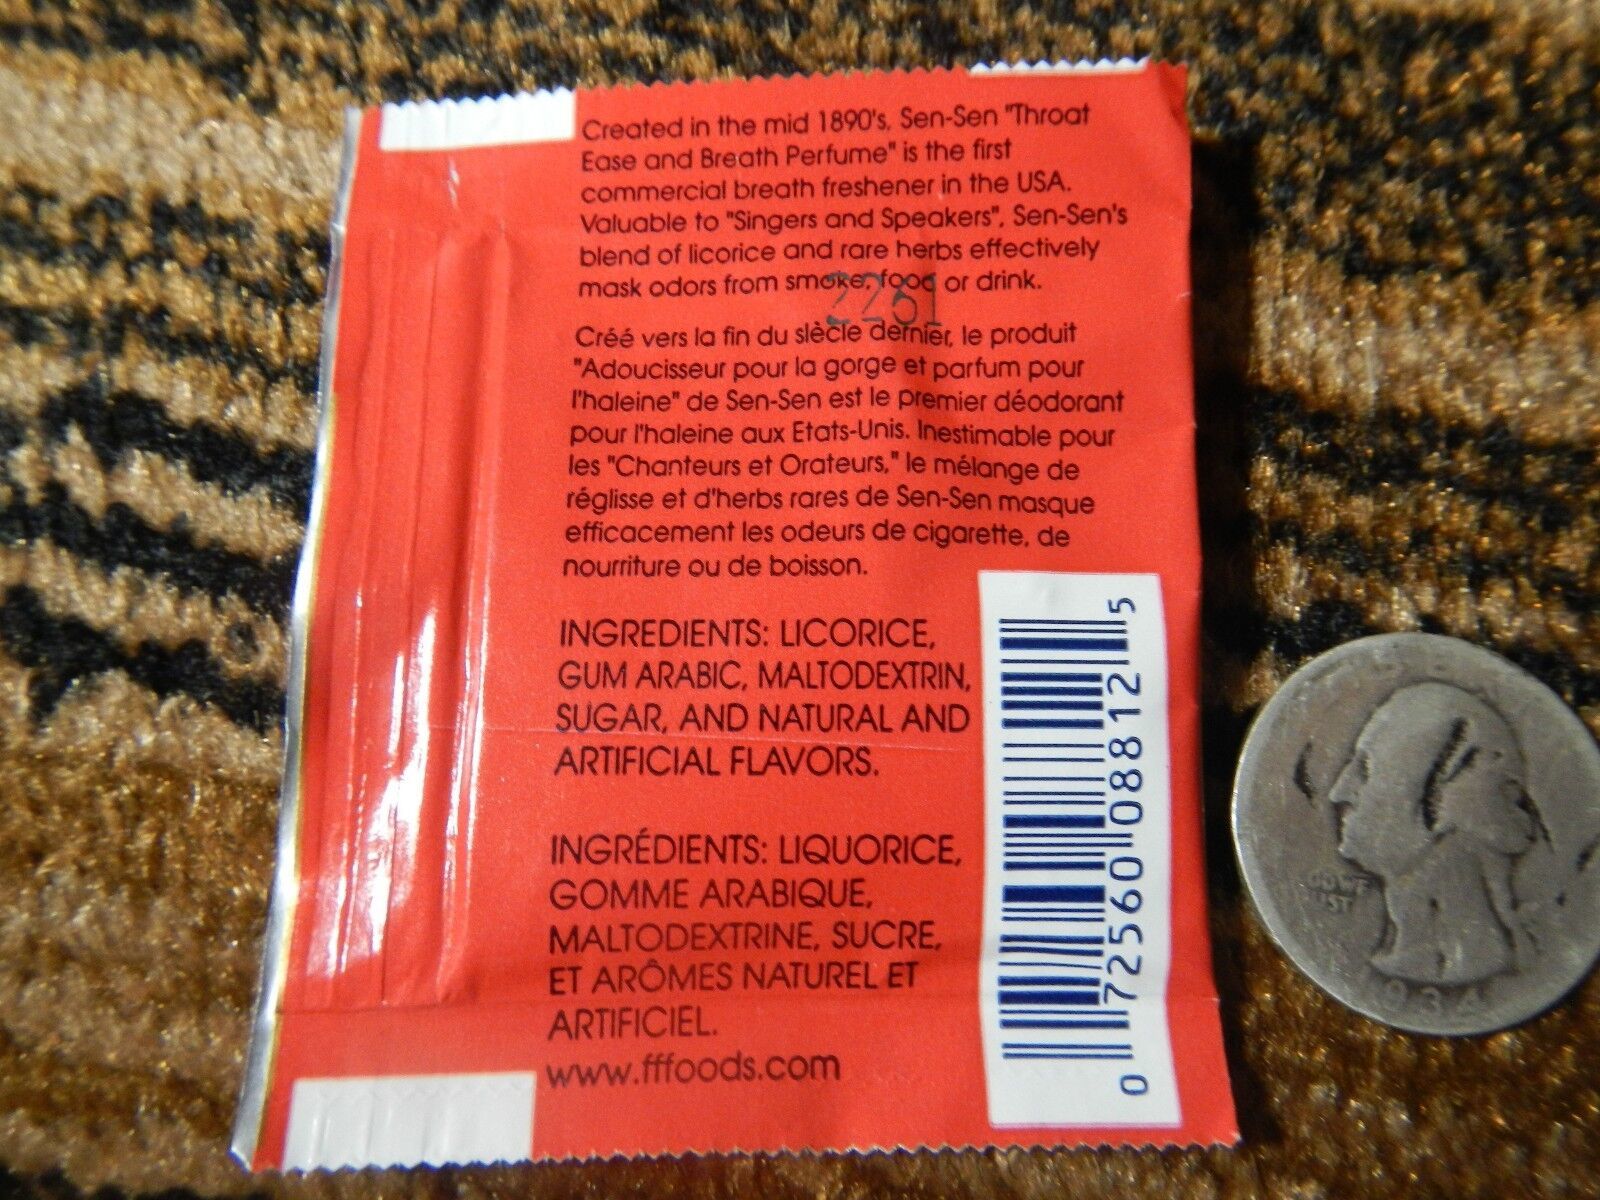 Created in the mid 1890's, Sen-Sen "Throat
Ease and Breath Perfume" is the first
commercial breath freshener in the USA.
Valuable to "Singers and Speakers", Sen-Sen's
blend of licorice and rare herbs effectively
mask odors from smoke, food or drink.
2261
Créé vers la fin du slècle dernier, le produit
"Adoucisseur pour la gorge et parfum pour
l'haleine" de Sen-Sen est le premier déodorant
pour l'haleine aux Etats-Unis. Inestimable pour
les "Chanteurs et Orateurs," le mélange de
réglisse et d'herbs rares de Sen-Sen masque
efficacement les odeurs de cigarette, de
nourriture ou de boisson.
INGREDIENTS: LICORICE,
GUM ARABIC, MALTODEXTRIN,
SUGAR, AND NATURAL AND
ARTIFICIAL FLAVORS.
INGRÉDIENTS: LIQUORICE,
GOMME ARABIQUE,
MALTODEXTRINE, SUCRE,
ET ARÔMES NATUREL ET
ARTIFICIEL.
www.fffoods.com
0 72560 08812 5
1934